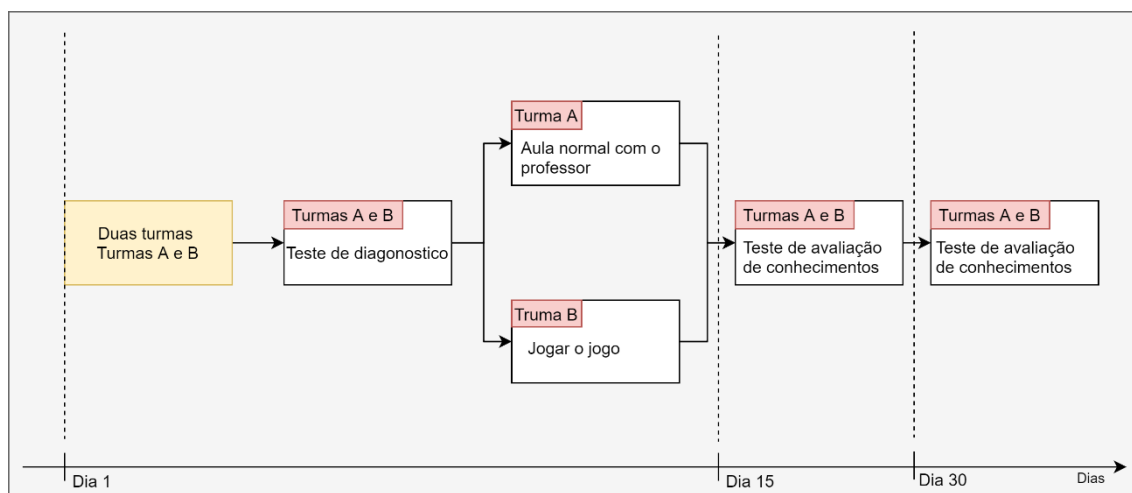 Duas turmas
Turmas A e B
Turmas A e B
Teste de diagonostico
Turma A
Aula normal com o
professor
Truma B
Jogar o jogo
Turmas A e B
Teste de avaliação
de conhecimentos
Turmas A e B
Teste de avaliação
de conhecimentos
Dia 1
Dia 15
Dia 30
Dias